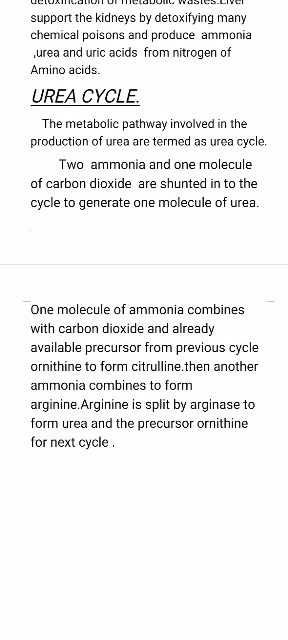 detoxification of metabolic wastes.Liver
support the kidneys by detoxifying many
chemical poisons and produce  ammonia
,urea and uric acids  from nitrogen of
Amino acids.
UREA CYCLE.
The metabolic pathway involved in the
production of urea are termed as urea cycle.
Two  ammonia and one molecule
of carbon dioxide  are shunted in to the
cycle to generate one molecule of urea.
One molecule of ammonia combines
with carbon dioxide and already
available precursor from previous cycle
ornithine to form citrulline.then another
ammonia combines to form
arginine.Arginine is split by arginase to
form urea and the precursor ornithine
for next cycle .